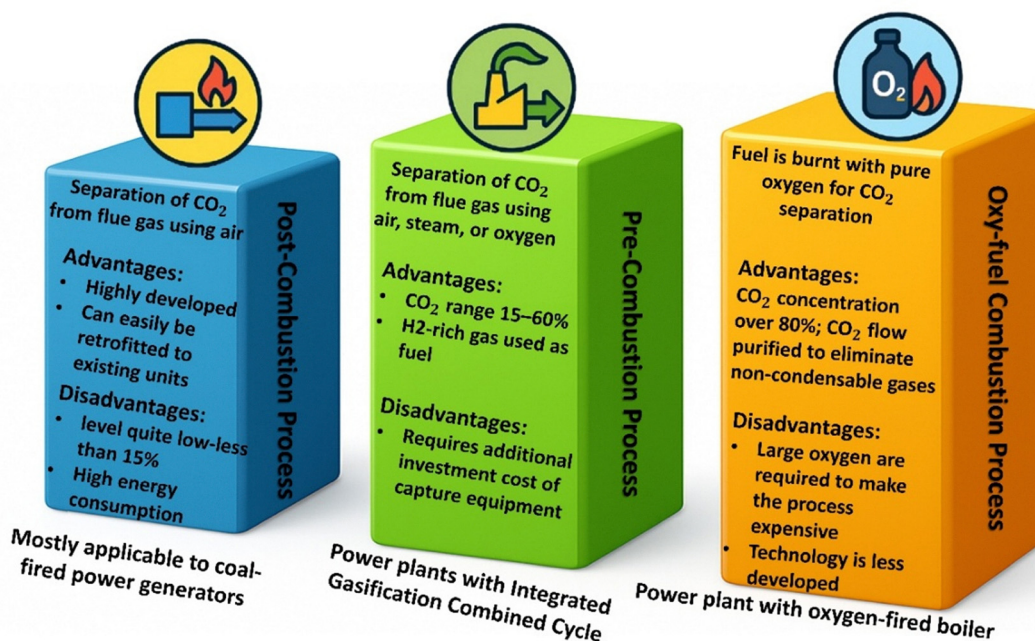 Separation of CO₂
from flue gas using air
Advantages:
• Highly developed
• Can easily be
retrofitted to
existing units
Disadvantages:
• level quite low-less
than 15%
• High energy
consumption
Post-Combustion Process
Mostly applicable to coal-
fired power generators
Separation of CO₂
from flue gas using
air, steam, or oxygen
Advantages:
• CO₂ range 15–60%
• H2-rich gas used as
fuel
Disadvantages:
• Requires additional
investment cost of
capture equipment
Pre-Combustion Process
Power plants with Integrated
Gasification Combined Cycle
O₂
Fuel is burnt with pure
oxygen for CO₂
separation
Advantages:
CO₂ concentration
over 80%; CO₂ flow
purified to eliminate
non-condensable gases
Disadvantages:
• Large oxygen are
required to make
the process
expensive
• Technology is less
developed
Oxy-fuel Combustion Process
Power plant with oxygen-fired boiler